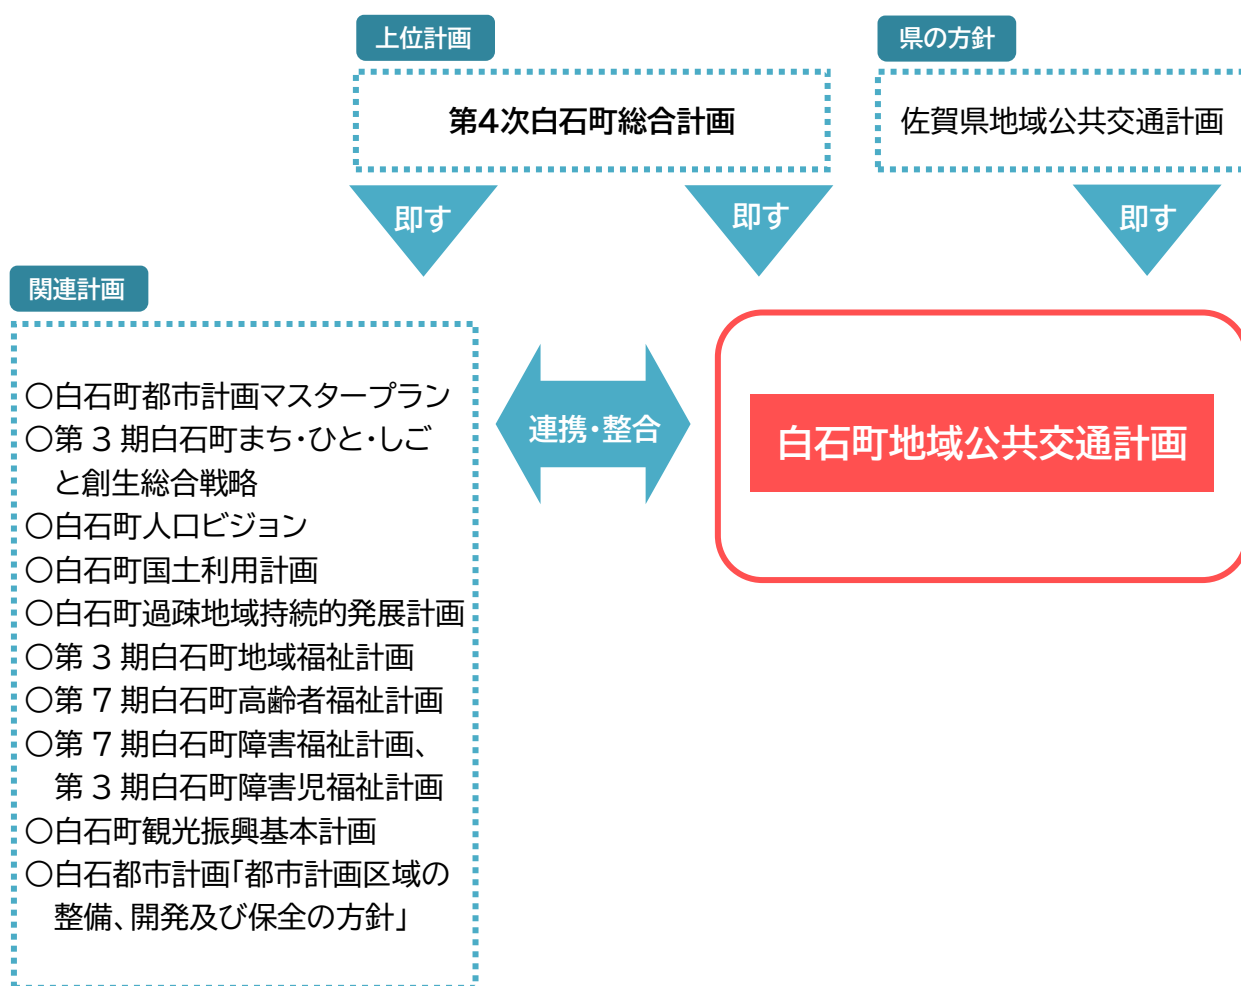 上位計画
県の方針
第4次白石町総合計画
佐賀県地域公共交通計画
即す
即す
即す
関連計画
〇白石町都市計画マスタープラン
〇第3期白石町まち・ひと・しご
と創生総合戦略
〇白石町人口ビジョン
〇白石町国土利用計画
〇白石町過疎地域持続的発展計画
〇第3期白石町地域福祉計画
〇第7期白石町高齢者福祉計画
〇第7期白石町障害福祉計画、
第3期白石町障害児福祉計画
〇白石町観光振興基本計画
〇白石都市計画「都市計画区域の
整備、開発及び保全の方針」
連携・整合
白石町地域公共交通計画